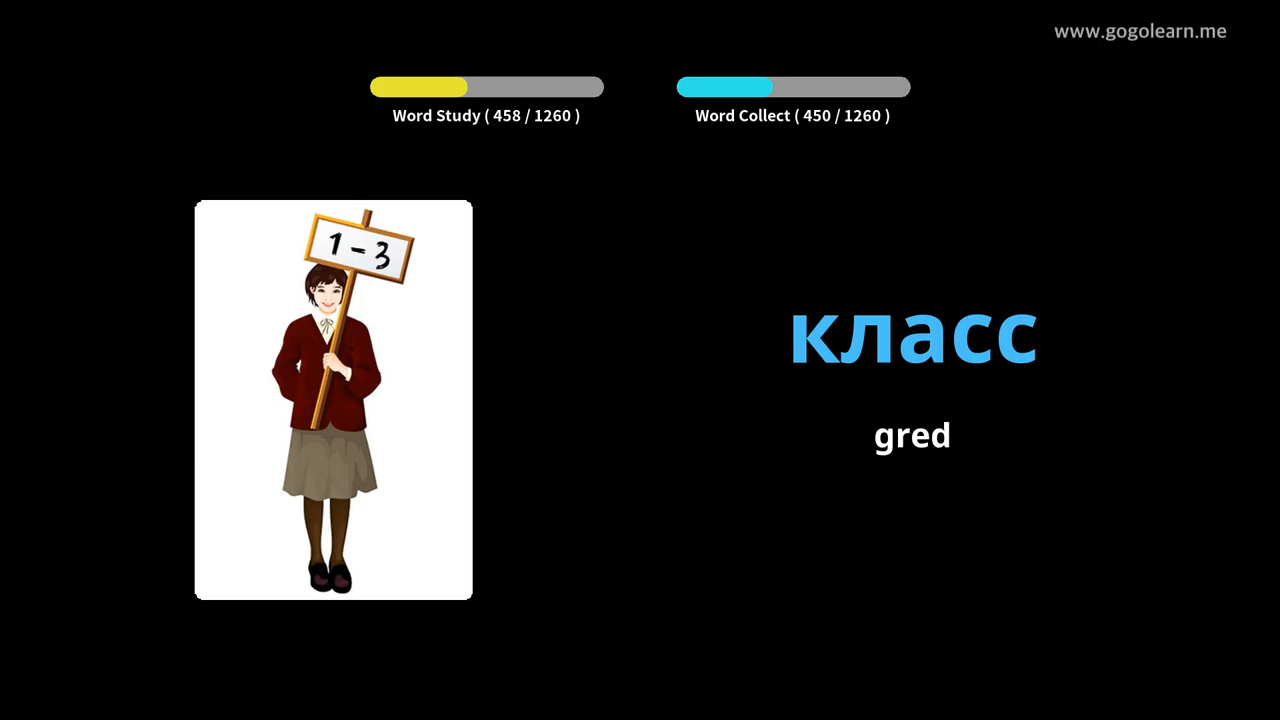 www.gogolearn.me
Word Study ( 458 / 1260 )
Word Collect ( 450 / 1260 )
1 - 3
класс
gred